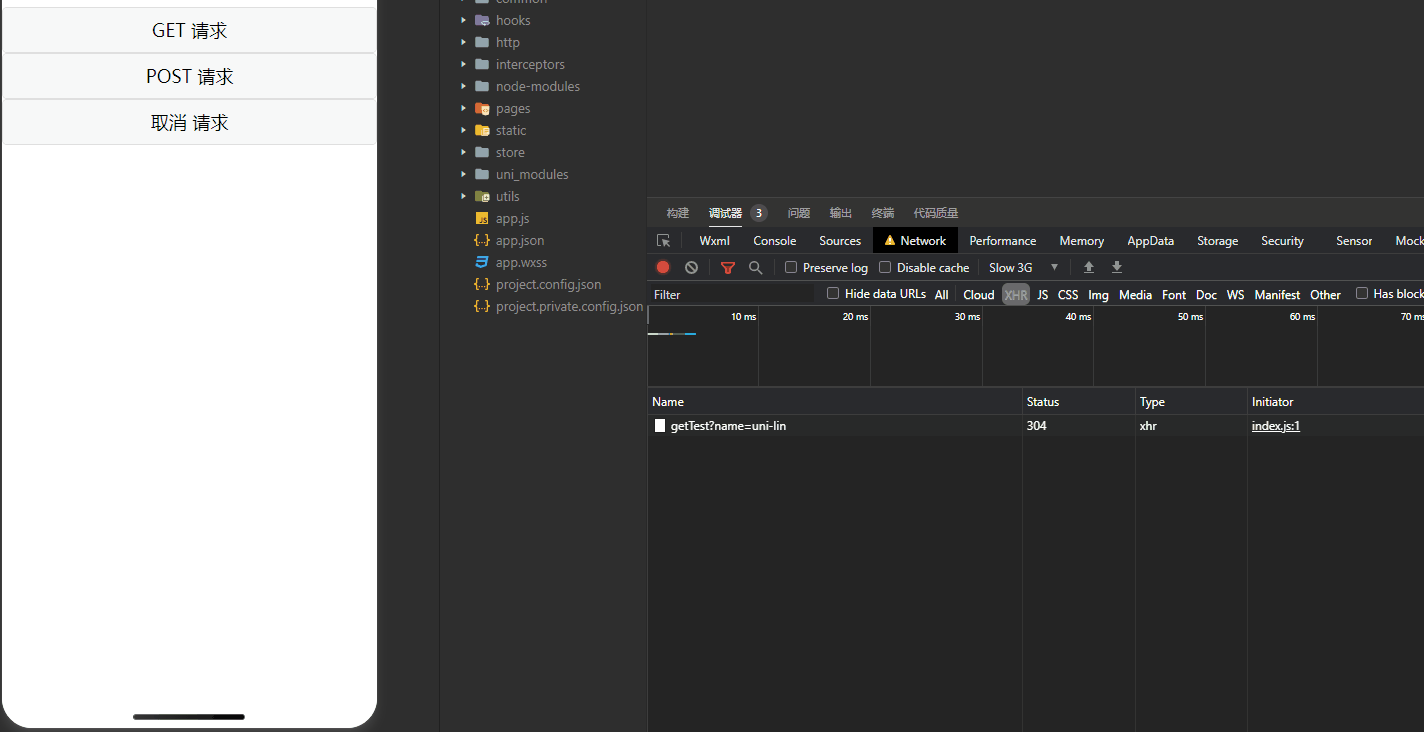 GET 请求
POST 请求
取消 请求
common
hooks
http
interceptors
node-modules
pages
static
store
uni_modules
utils
app.js
app.json
app.wxss
project.config.json
project.private.config.json
构建 调试器 3 问题 输出 终端 代码质量
Wxml Console Sources Network Performance Memory AppData Storage Security Sensor Mock
Preserve log Disable cache Slow 3G
Filter Hide data URLs All Cloud XHR JS CSS Img Media Font Doc WS Manifest Other Has block
10 ms 20 ms 30 ms 40 ms 50 ms 60 ms 70 ms
Name Status Type Initiator
getTest?name=uni-lin 304 xhr index.js:1